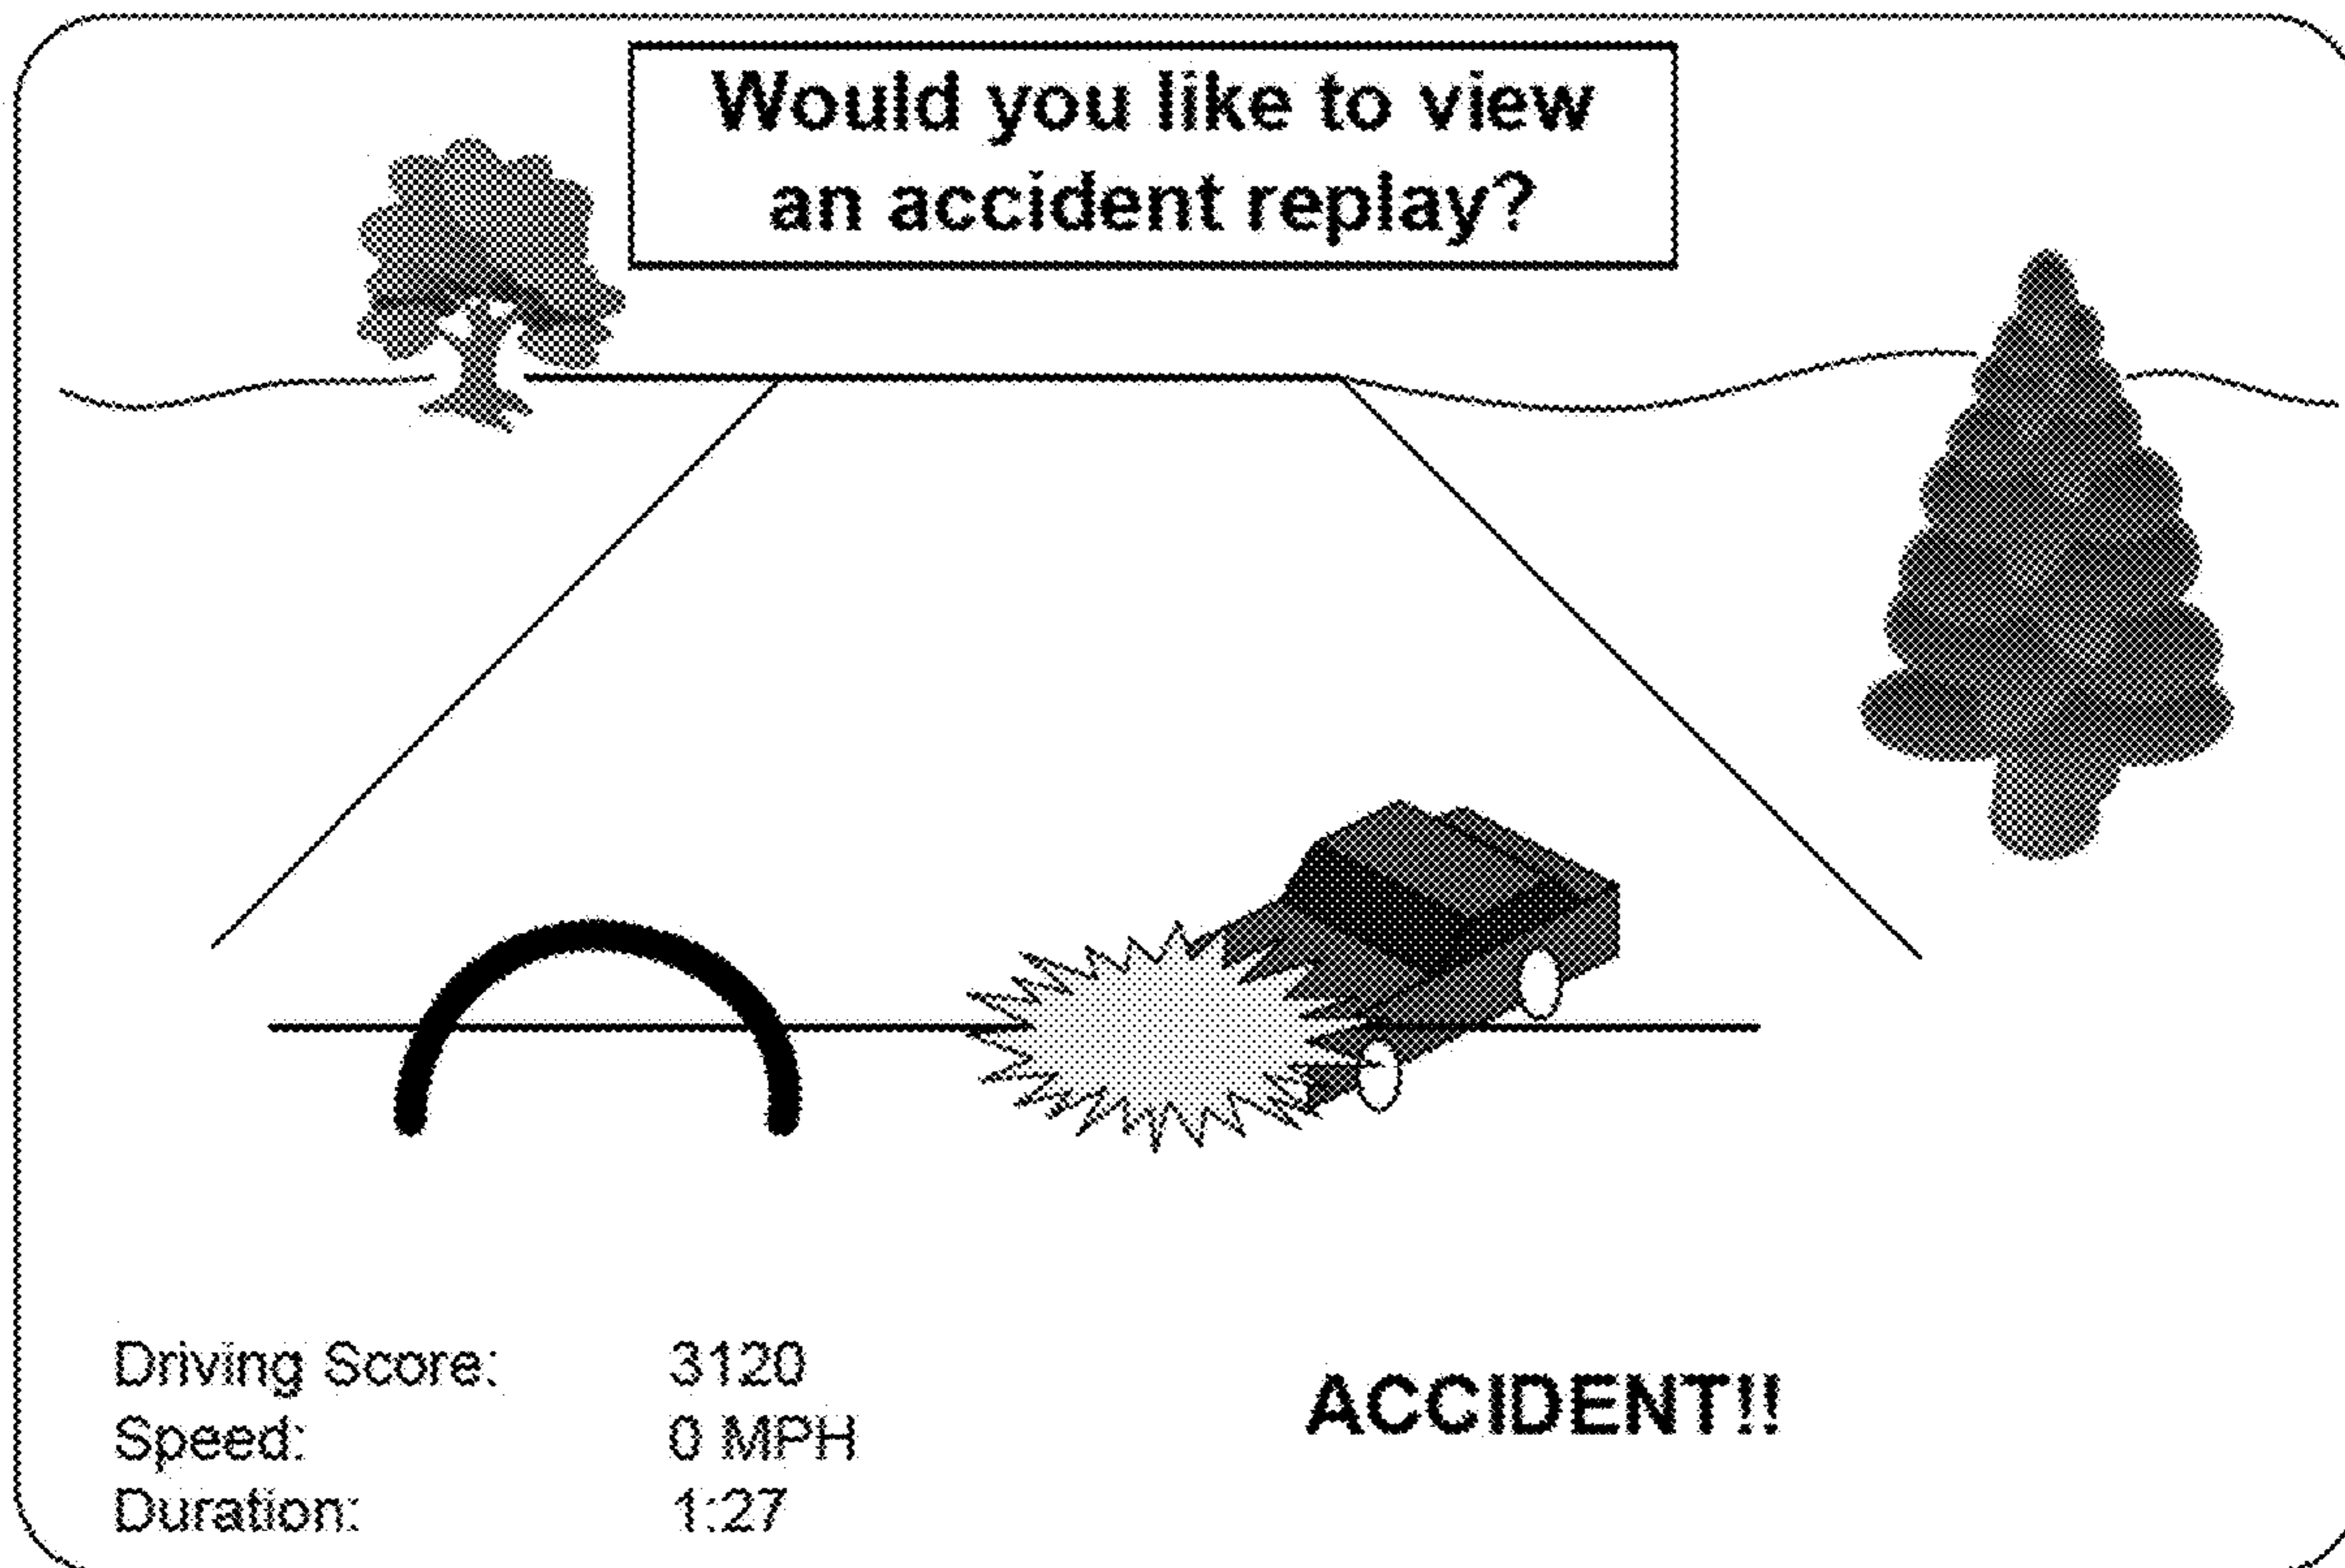 Would you like to view
an accident replay?
Driving Score: 3120
Speed: 0 MPH
Duration: 1:27
ACCIDENT!!